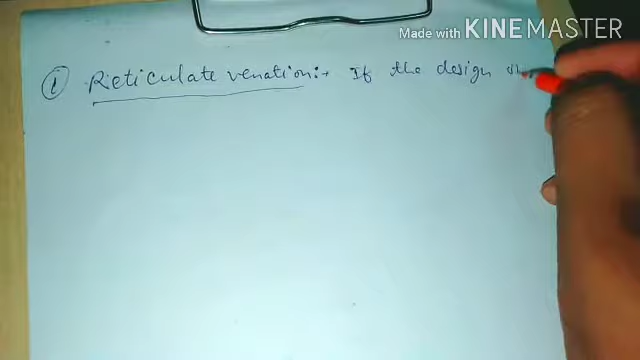 Made with KINEMASTER
① Reticulate venation:→ If the design